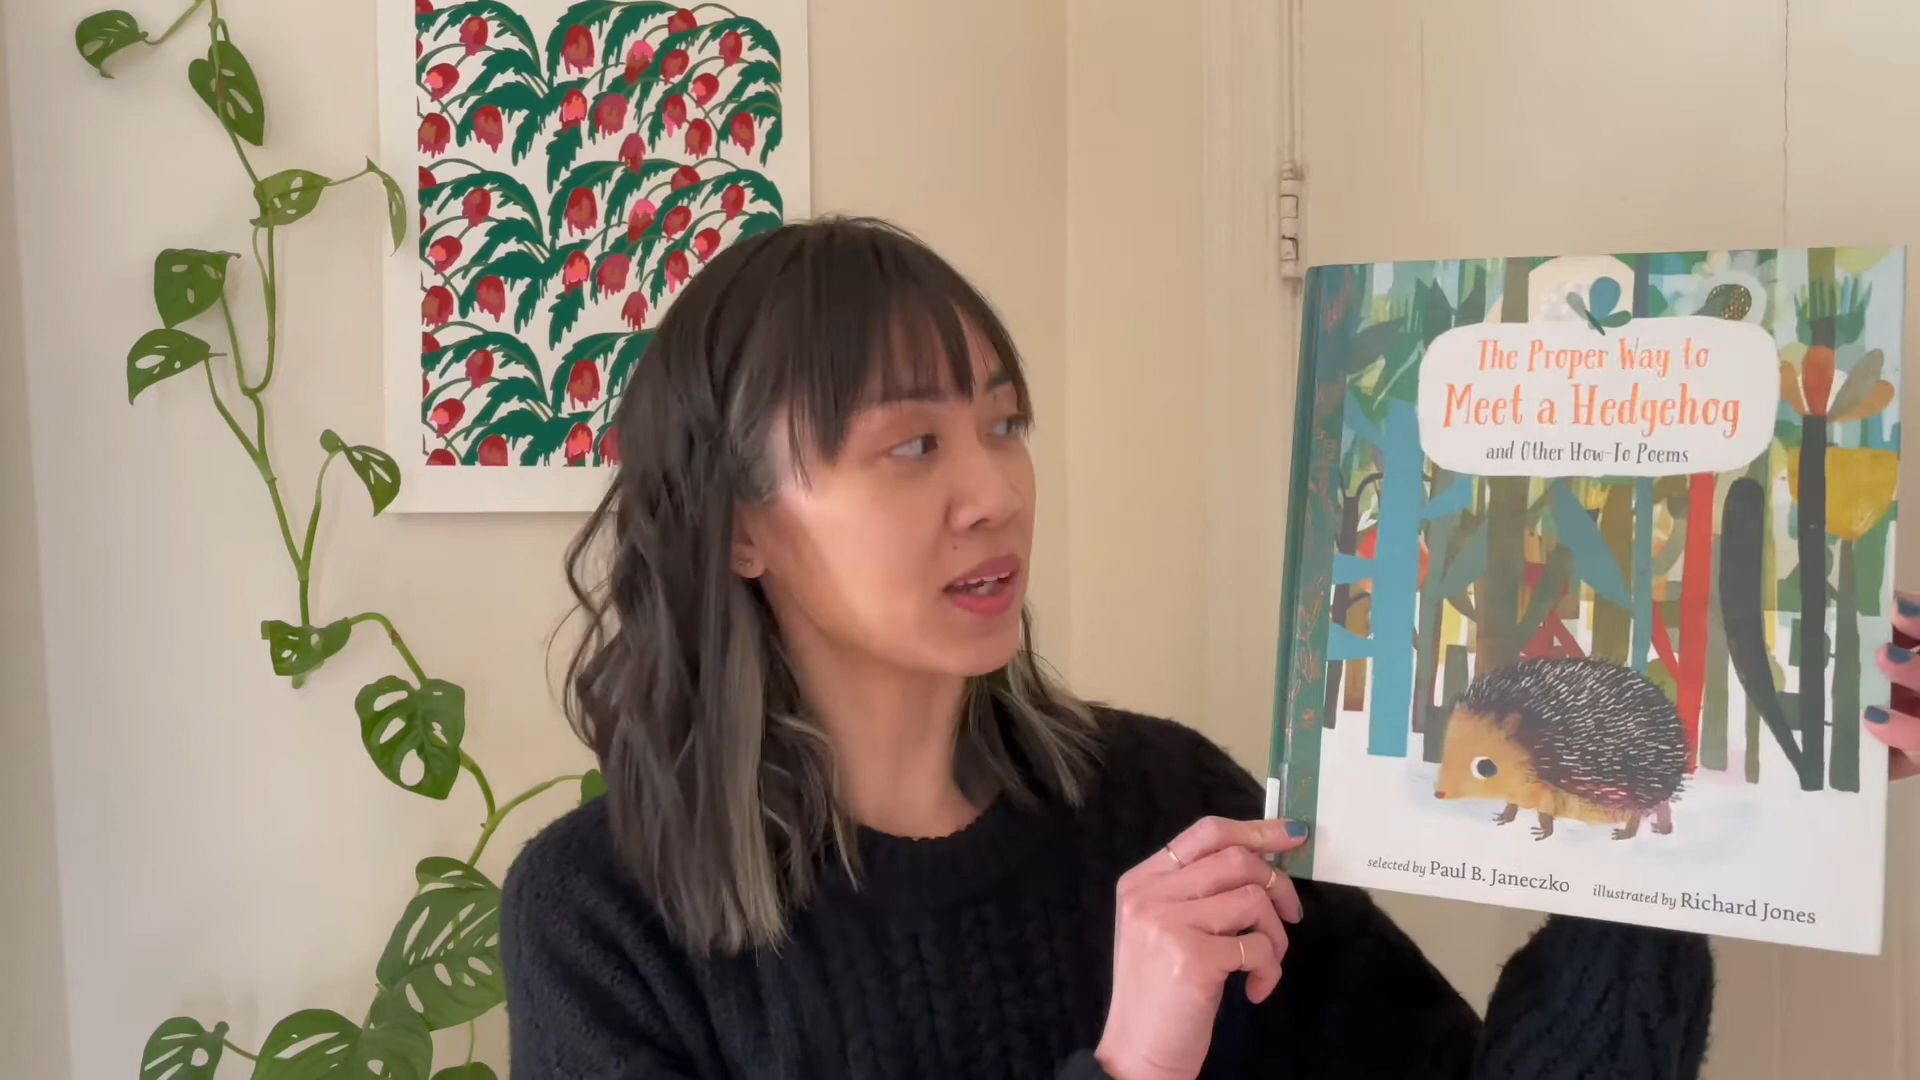 The Proper Way to
Meet a Hedgehog
and Other How-To Poems
selected by Paul B. Janeczko
illustrated by Richard Jones